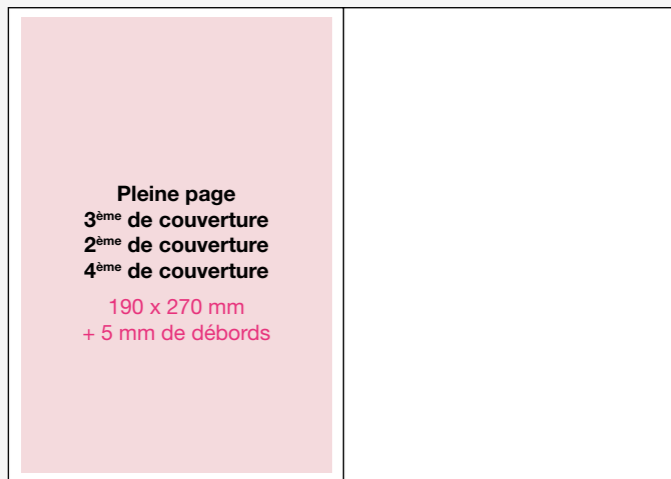 Pleine page
3ème de couverture
2ème de couverture
4ème de couverture
190 x 270 mm
+ 5 mm de débords